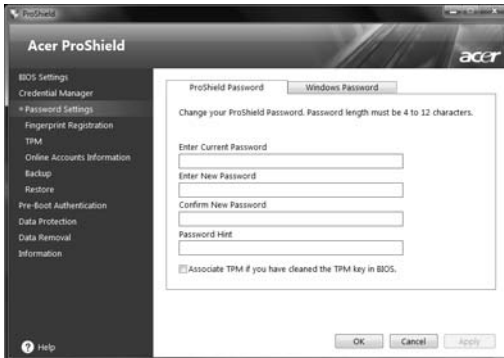 ProShield
Acer ProShield
acer
BIOS Settings
Credential Manager
Password Settings
Fingerprint Registration
TPM
Online Accounts Information
Backup
Restore
Pre-Boot Authentication
Data Protection
Data Removal
Information
Help
ProShield Password
Windows Password
Change your ProShield Password. Password length must be 4 to 12 characters.
Enter Current Password
Enter New Password
Confirm New Password
Password Hint
Associate TPM if you have cleaned the TPM key in BIOS.
OK
Cancel
Apply